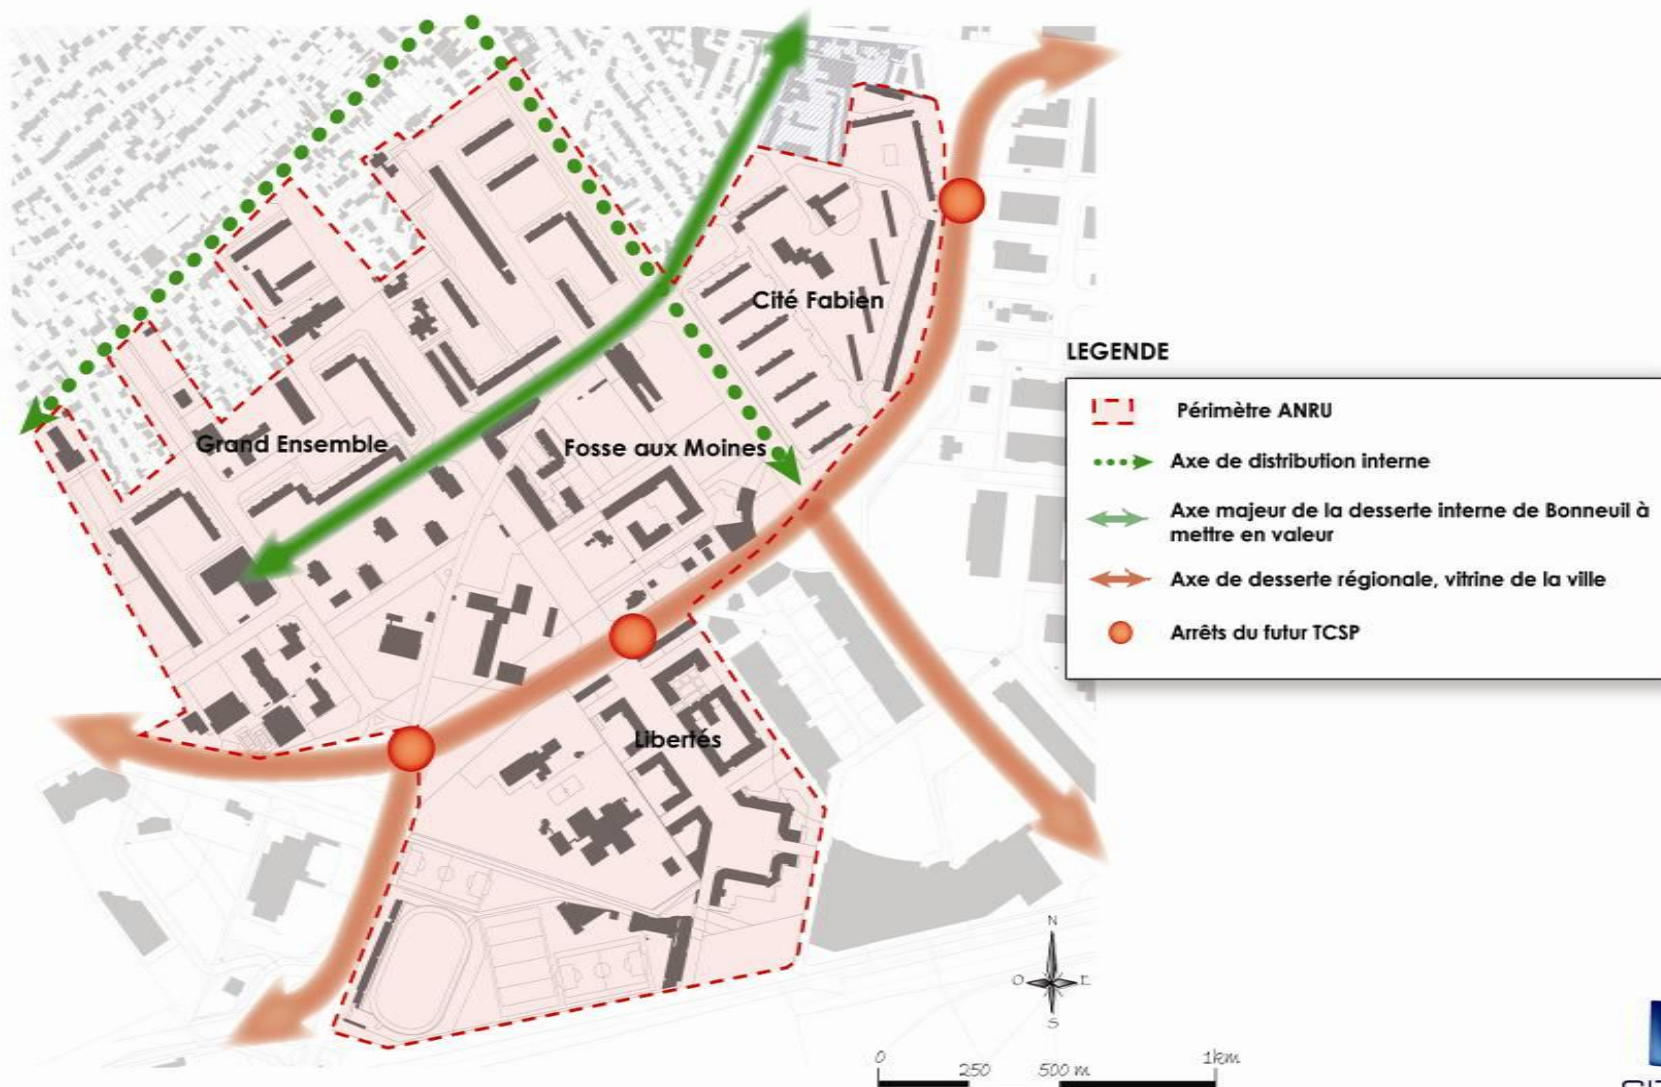 Cité Fabien
Grand Ensemble
Fosse aux Moines
Libertés
LEGENDE
Périmètre ANRU
Axe de distribution interne
Axe majeur de la desserte interne de Bonneuil à
mettre en valeur
Axe de desserte régionale, vitrine de la ville
Arrêts du futur TCSP
N
O E
S
0 250 500 m 1km